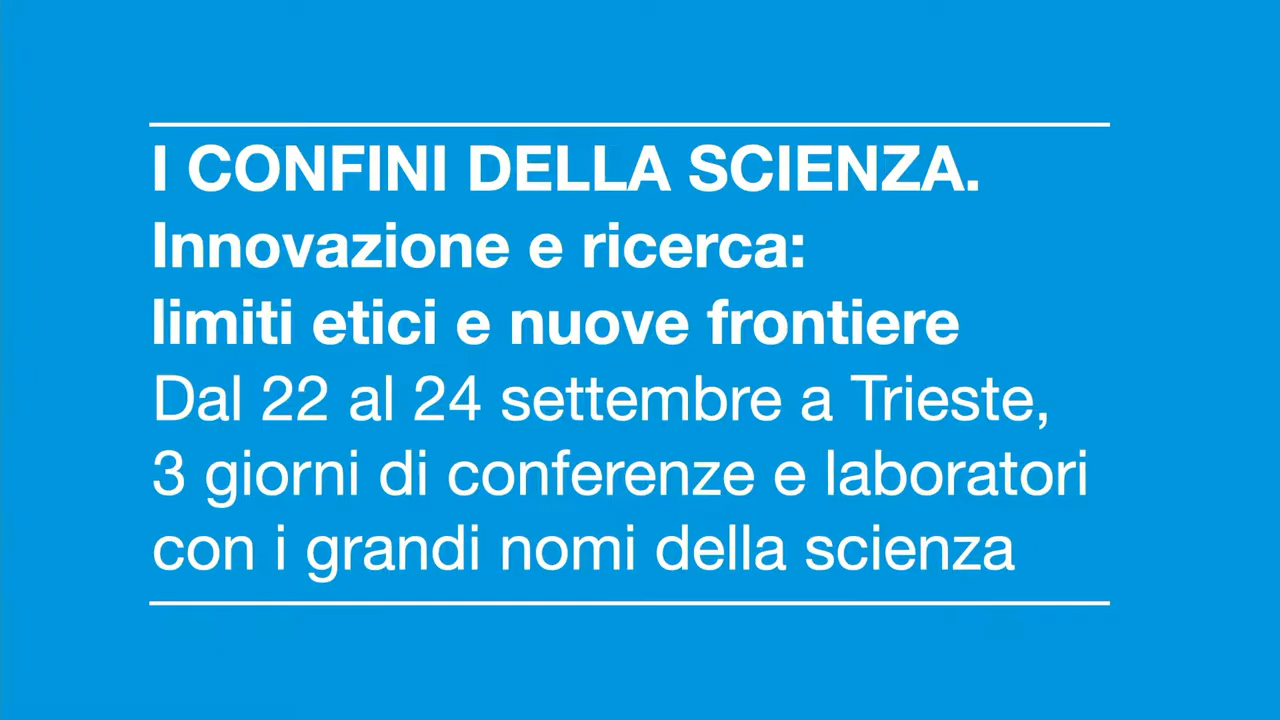 I CONFINI DELLA SCIENZA.
Innovazione e ricerca:
limiti etici e nuove frontiere
Dal 22 al 24 settembre a Trieste,
3 giorni di conferenze e laboratori
con i grandi nomi della scienza